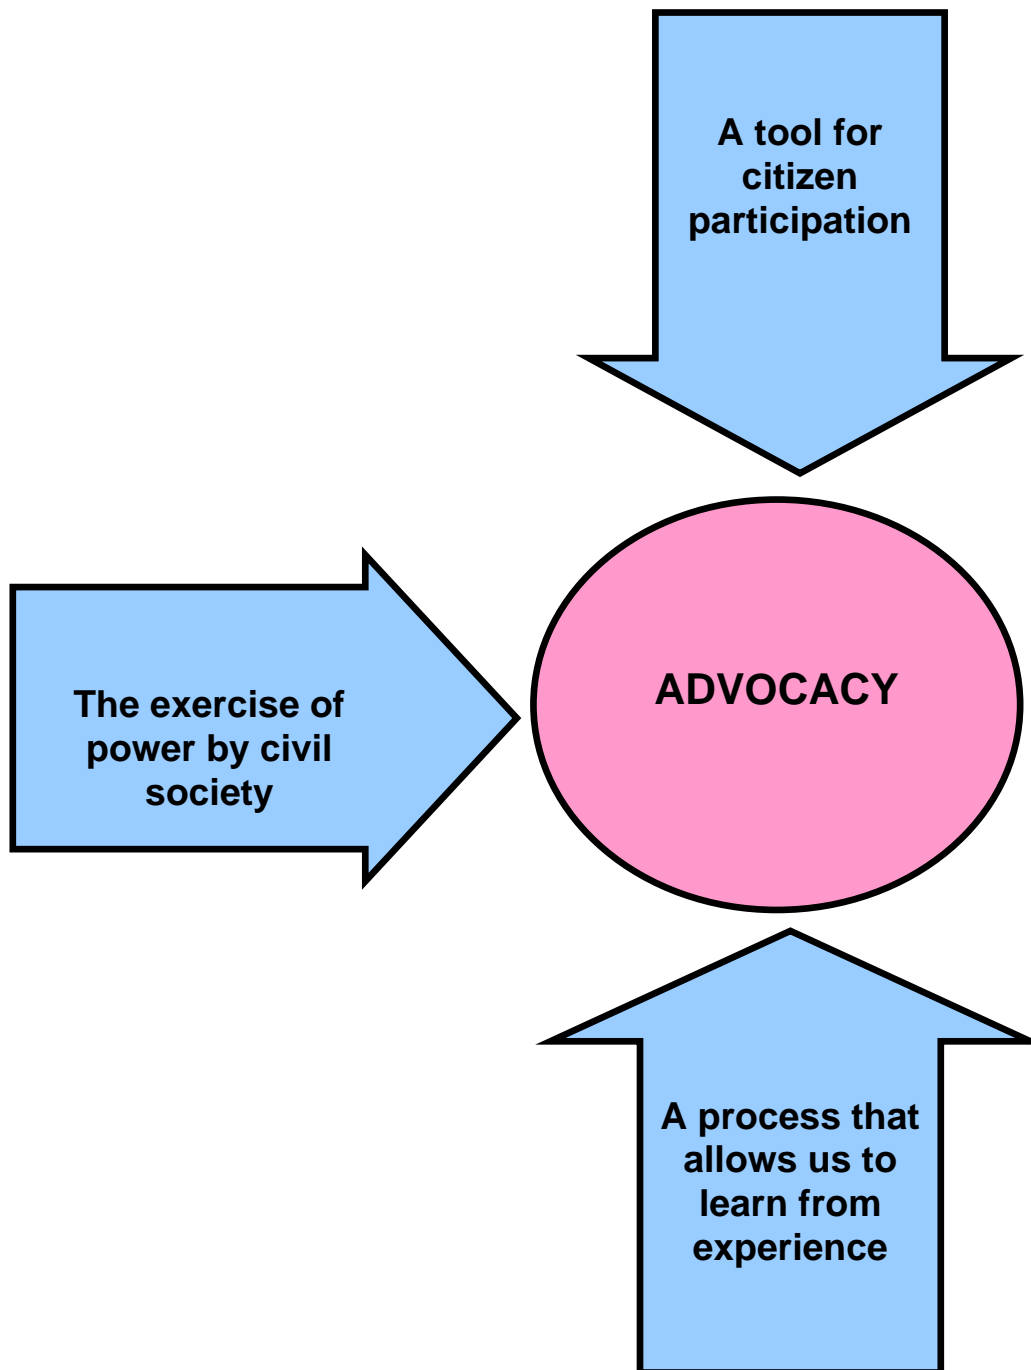 A tool for
citizen
participation
ADVOCACY
The exercise of
power by civil
society
A process that
allows us to
learn from
experience